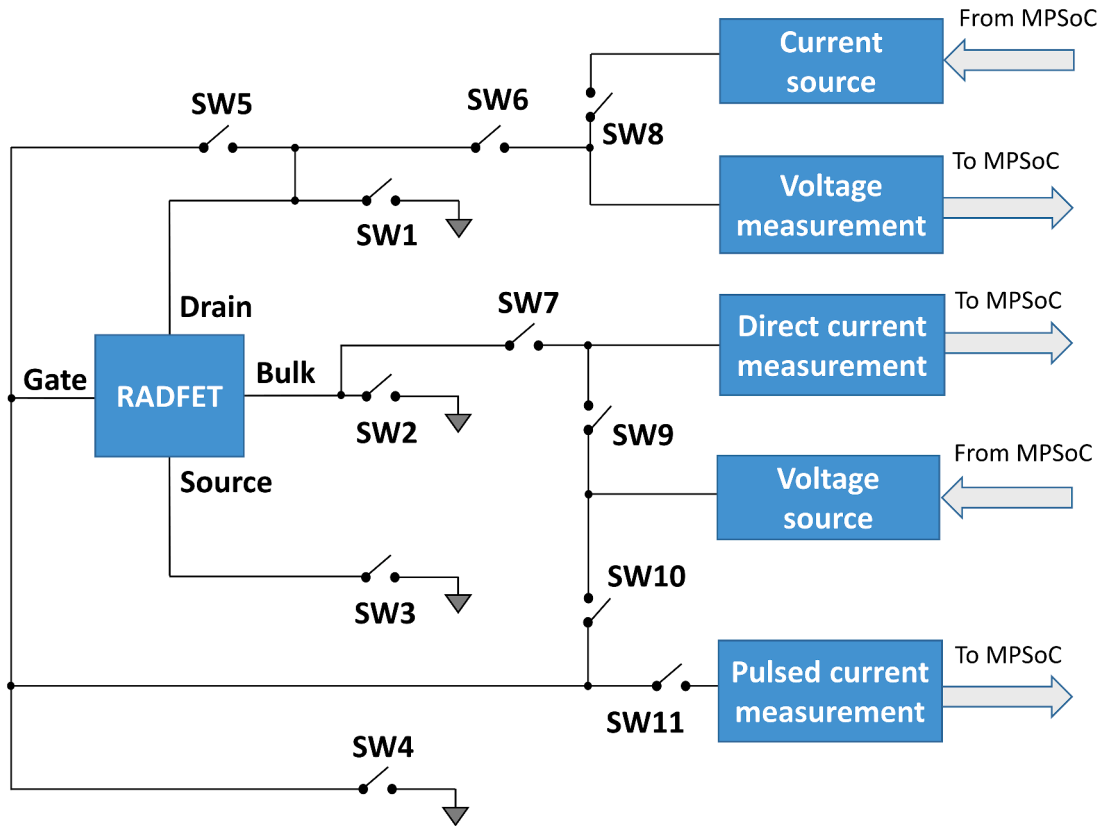 From MPSoC
Current
source
SW5
SW6
SW8
To MPSoC
Voltage
measurement
SW1
Drain
SW7
To MPSoC
Direct current
measurement
Gate
RADFET
Bulk
SW2
SW9
From MPSoC
Source
Voltage
source
SW3
SW10
To MPSoC
Pulsed current
measurement
SW11
SW4